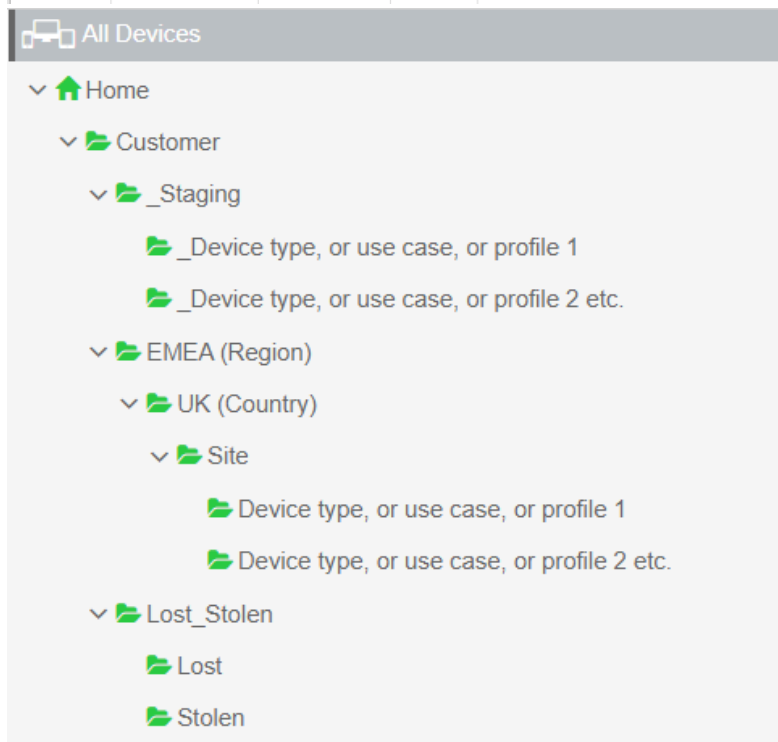 All Devices
Home
Customer
_Staging
_Device type, or use case, or profile 1
_Device type, or use case, or profile 2 etc.
EMEA (Region)
UK (Country)
Site
Device type, or use case, or profile 1
Device type, or use case, or profile 2 etc.
Lost_Stolen
Lost
Stolen